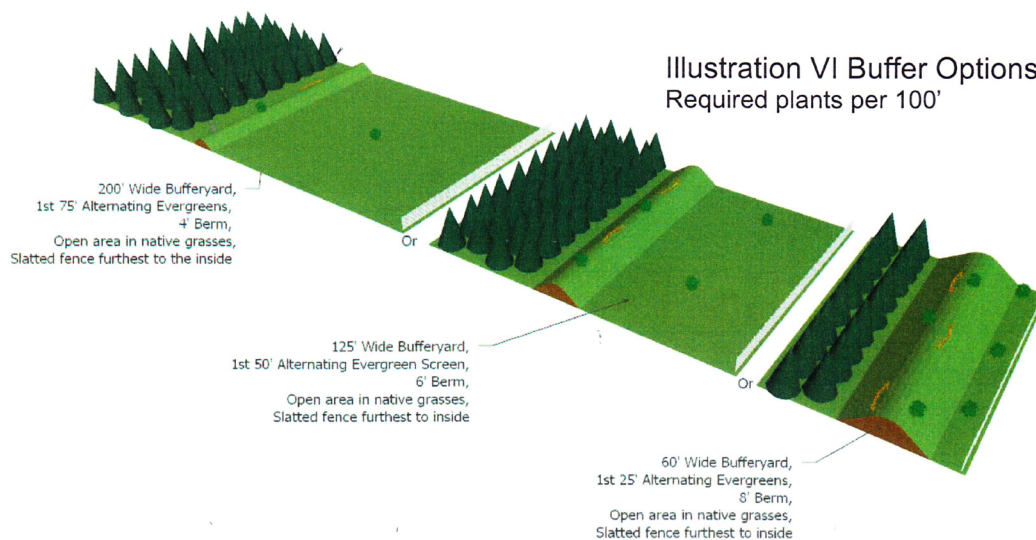 Illustration VI Buffer Options
Required plants per 100'
200' Wide Bufferyard,
1st 75' Alternating Evergreens,
4' Berm,
Open area in native grasses,
Slatted fence furthest to the inside
Or
125' Wide Bufferyard,
1st 50' Alternating Evergreen Screen,
6' Berm,
Open area in native grasses,
Slatted fence furthest to inside
Or
60' Wide Bufferyard,
1st 25' Alternating Evergreens,
8' Berm,
Open area in native grasses,
Slatted fence furthest to inside